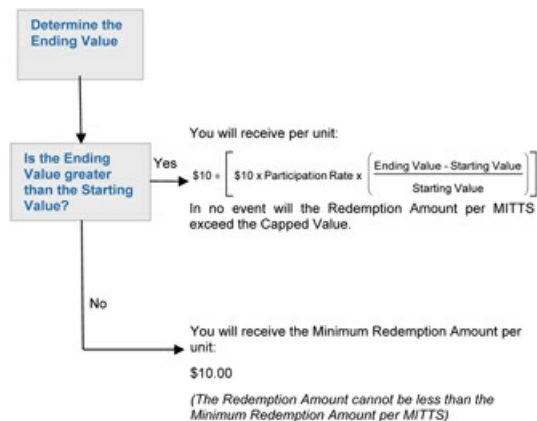 Determine the
Ending Value
You will receive per unit:
Is the Ending
Value greater
than the Starting
Value?
Yes
$10 + [ $10 x Participation Rate x ( Ending Value - Starting Value
Starting Value ) ]
In no event will the Redemption Amount per MITTS
exceed the Capped Value.
No
You will receive the Minimum Redemption Amount per
unit:
$10.00
(The Redemption Amount cannot be less than the
Minimum Redemption Amount per MITTS)